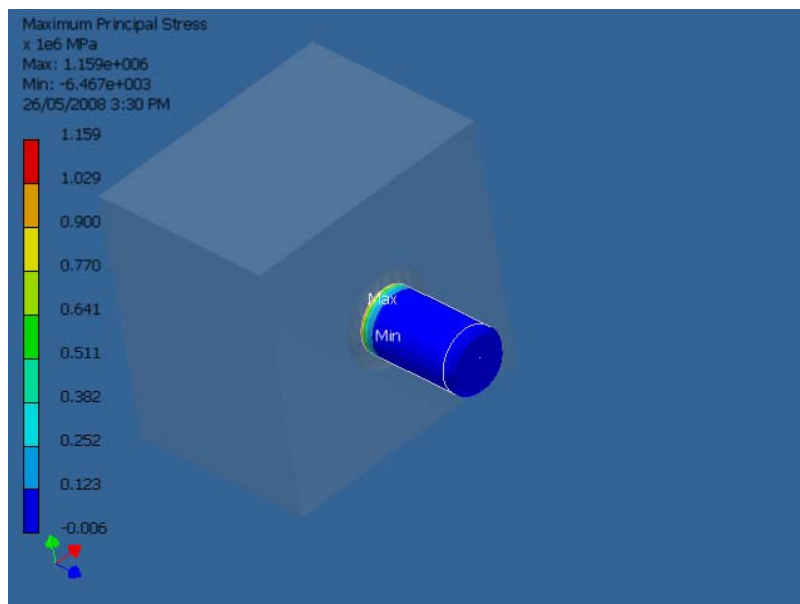 Maximum Principal Stress
x 1e6 MPa
Max: 1.159e+006
Min: -6.467e+003
26/05/2008 3:30 PM
1.159
1.029
0.900
0.770
0.641
0.511
0.382
0.252
0.123
-0.006
Max
Min